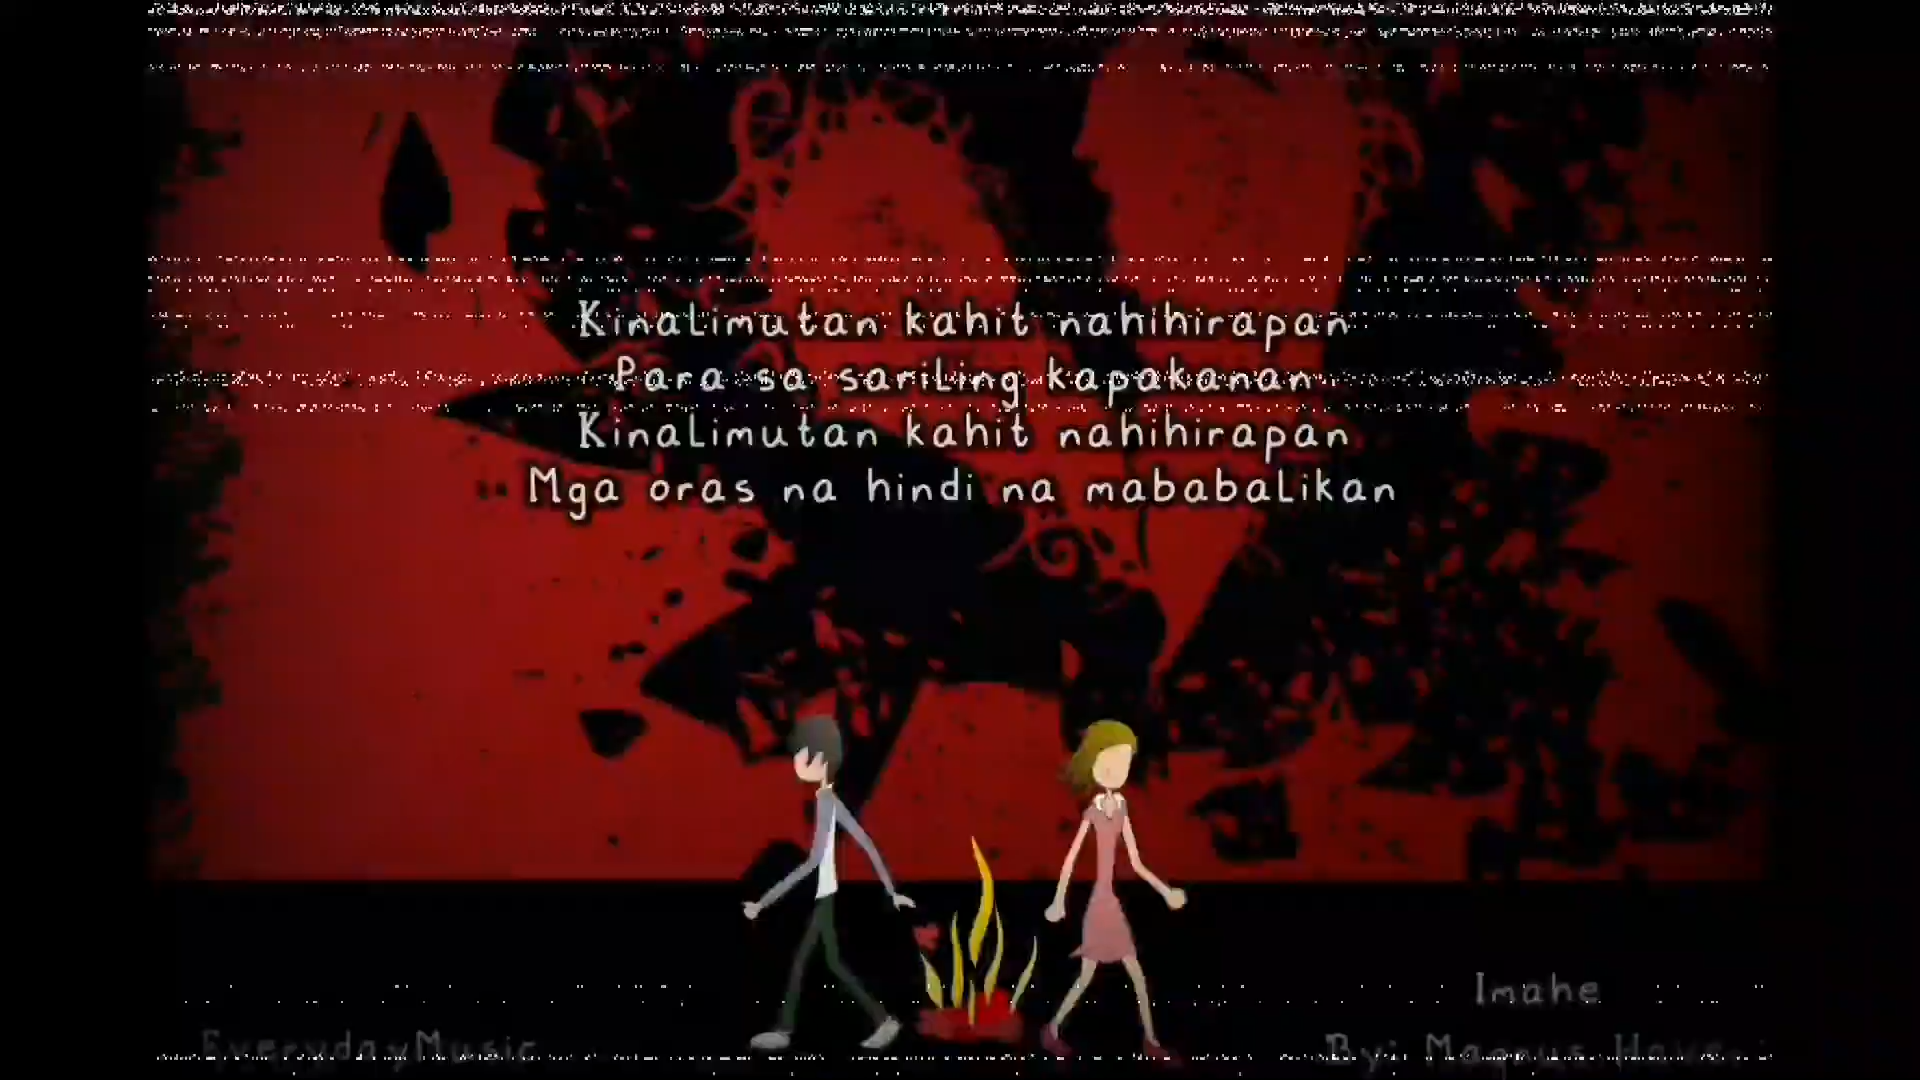 Kinalimutan kahit nahihirapan
Para sa sariling kapakanan
Kinalimutan kahit nahihirapan
Mga oras na hindi na mababalikan
Imahe
EverydayMusic
By: Magnus Haven